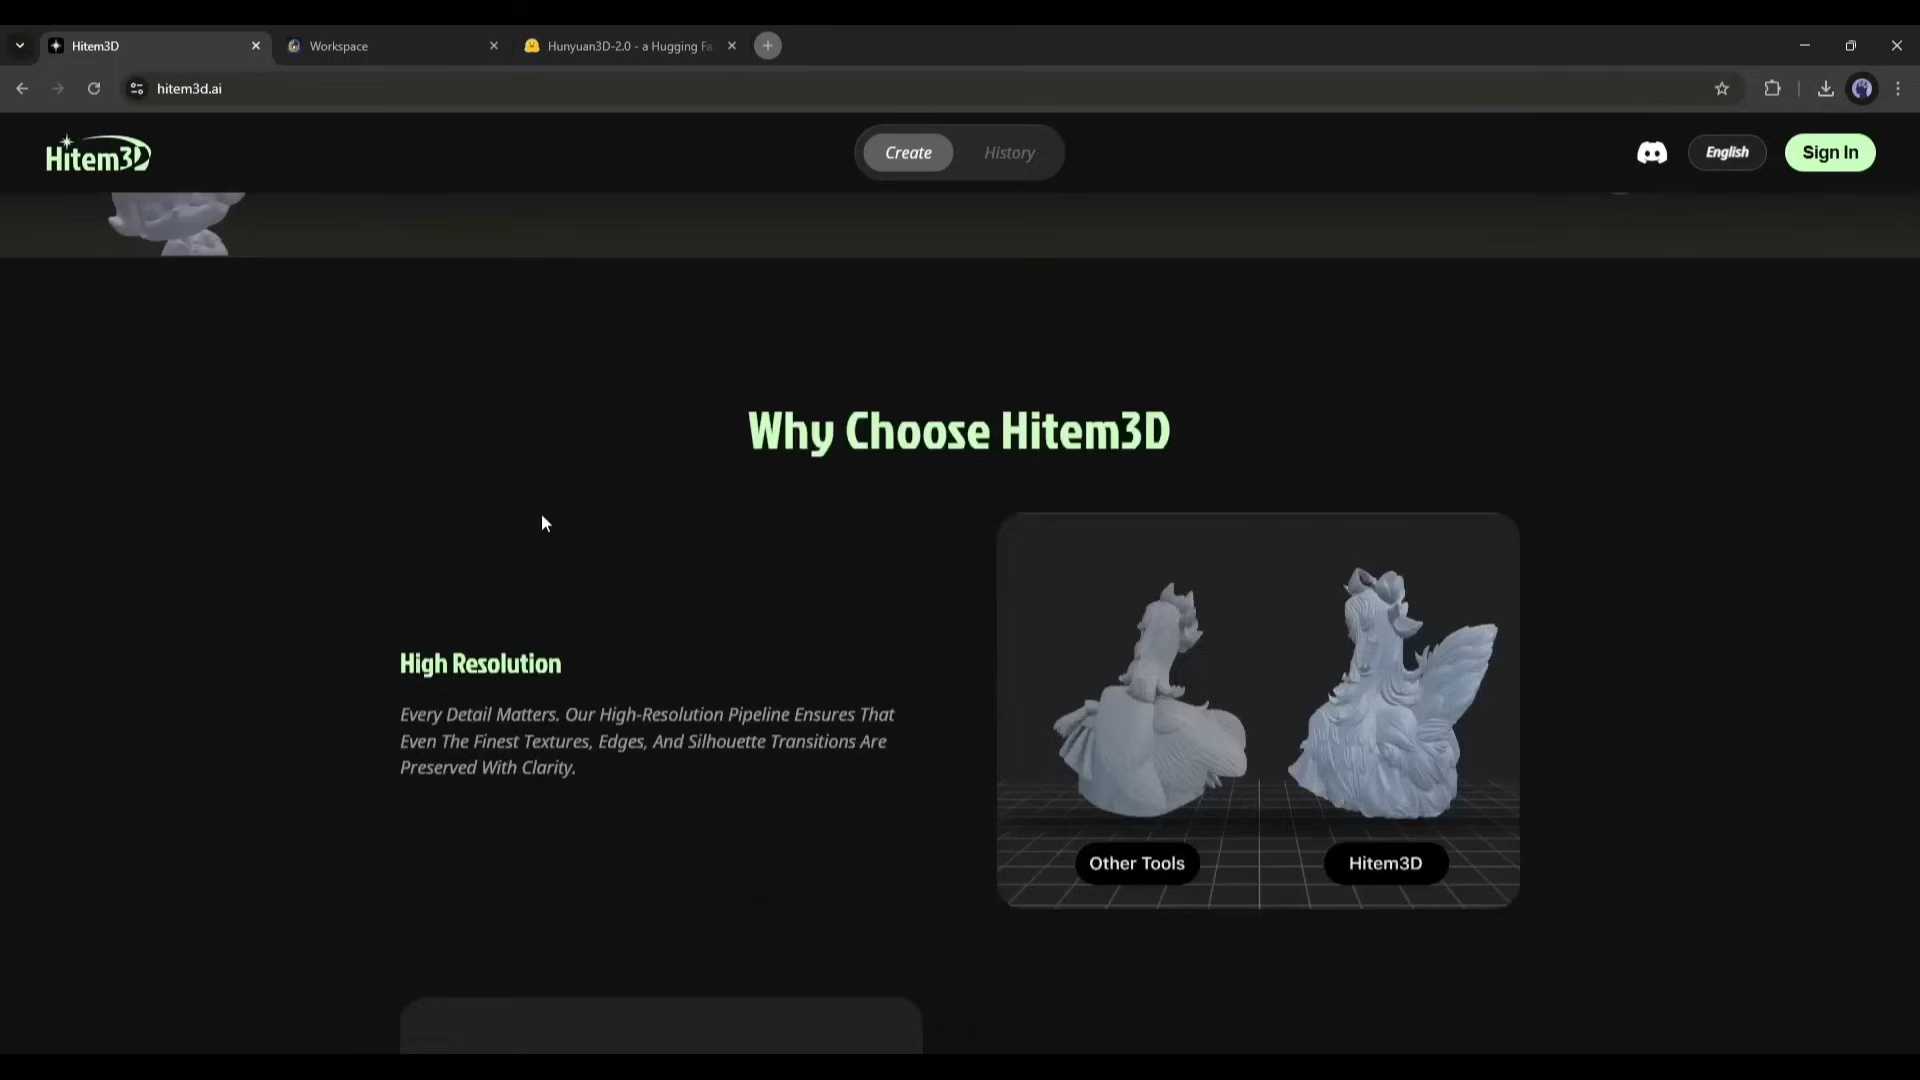 Hitem3D
Workspace
Hunyuan3D-2.0 - a Hugging Fa
hitem3d.ai
Hitem3D
Create
History
English
Sign In
Why Choose Hitem3D
High Resolution
Every Detail Matters. Our High-Resolution Pipeline Ensures That
Even The Finest Textures, Edges, And Silhouette Transitions Are
Preserved With Clarity.
Other Tools
Hitem3D